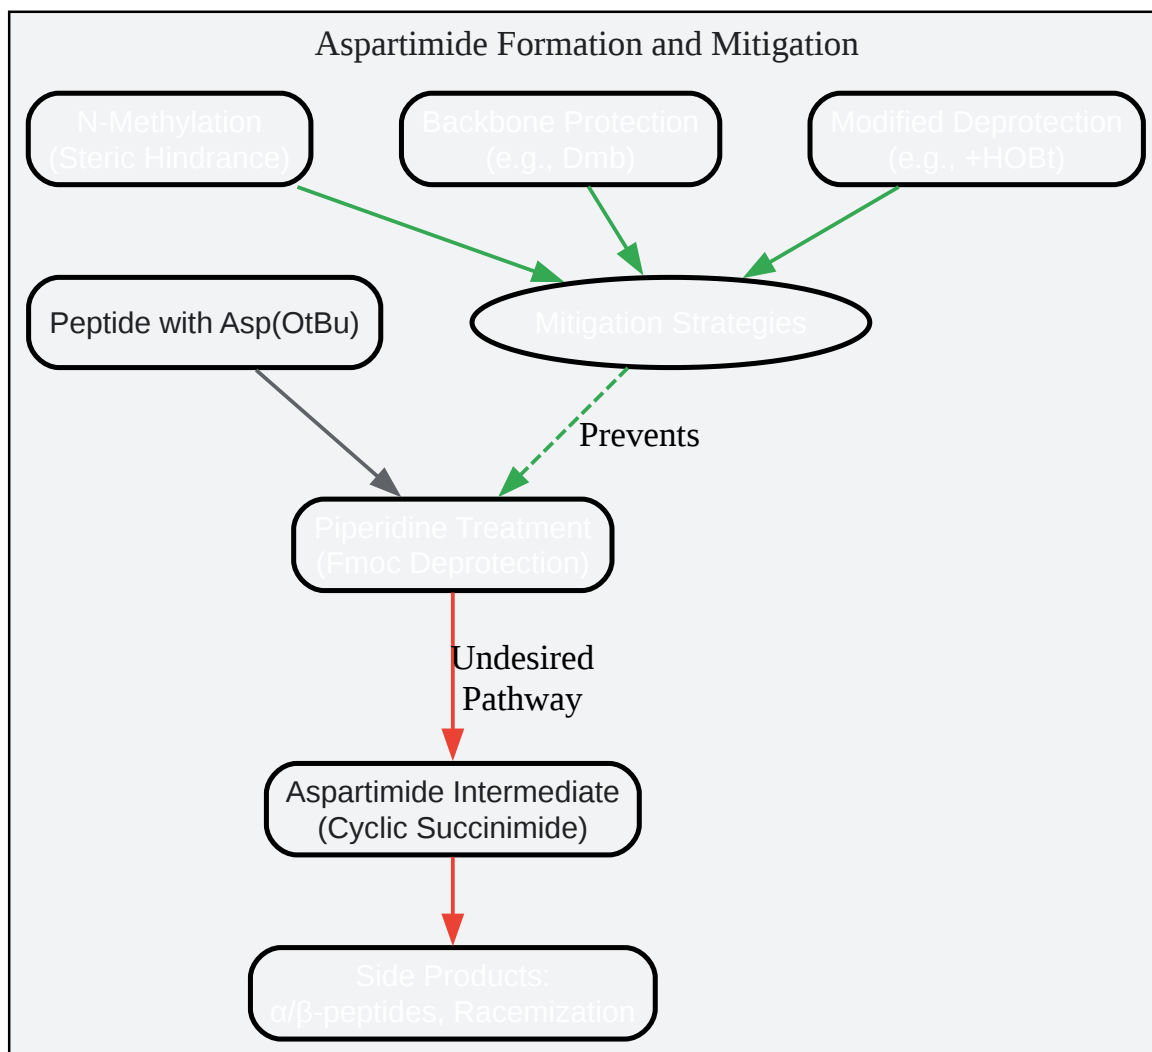 Aspartimide Formation and Mitigation
N-Methylation
(Steric Hindrance)
Backbone Protection
(e.g., Dmb)
Modified Deprotection
(e.g., +HOBt)
Peptide with Asp(OtBu)
Mitigation Strategies
Prevents
Piperidine Treatment
(Fmoc Deprotection)
Undesired
Pathway
Aspartimide Intermediate
(Cyclic Succinimide)
Side Products:
α/β-peptides, Racemization